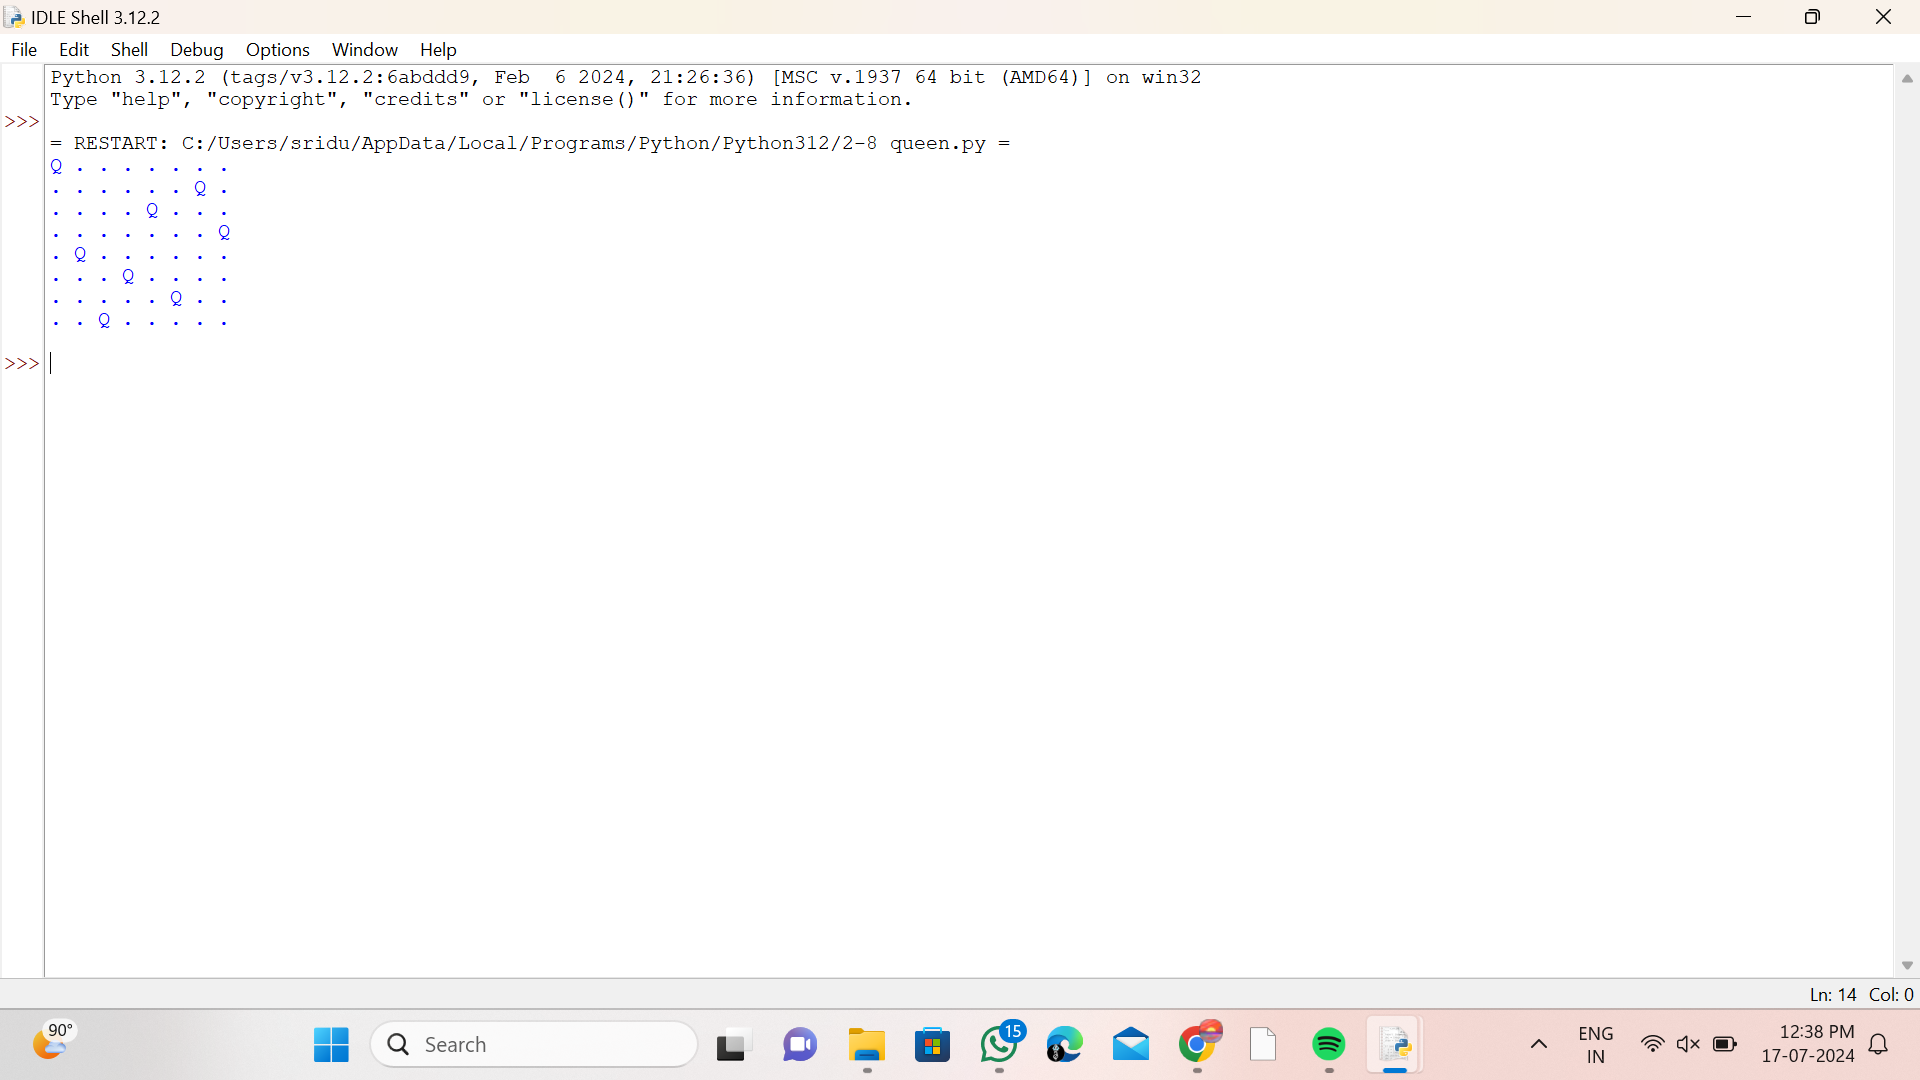 IDLE Shell 3.12.2
File Edit Shell Debug Options Window Help
Python 3.12.2 (tags/v3.12.2:6abddd9, Feb  6 2024, 21:26:36) [MSC v.1937 64 bit (AMD64)] on win32
Type "help", "copyright", "credits" or "license()" for more information.
>>>
= RESTART: C:/Users/sridu/AppData/Local/Programs/Python/Python312/2-8 queen.py =
Q . . . . . . .
. . . . . . Q .
. . . . Q . . .
. . . . . . . Q
. Q . . . . . .
. . . Q . . . .
. . . . . Q . .
. . Q . . . . .
>>>
Ln: 14 Col: 0
90°
Search
15
ENG
IN
12:38 PM
17-07-2024